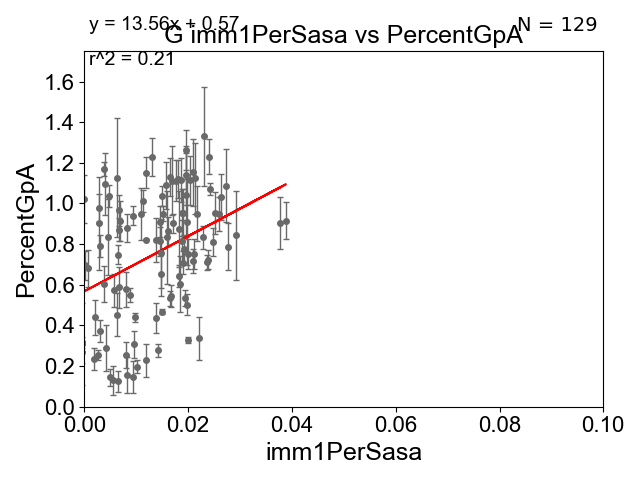 y = 13.56x + 0.57
N = 129
G imm1PerSasa vs PercentGpA
r^2 = 0.21
1.6
1.4
1.2
1.0
0.8
0.6
0.4
0.2
0.0
PercentGpA
0.00 0.02 0.04 0.06 0.08 0.10
imm1PerSasa